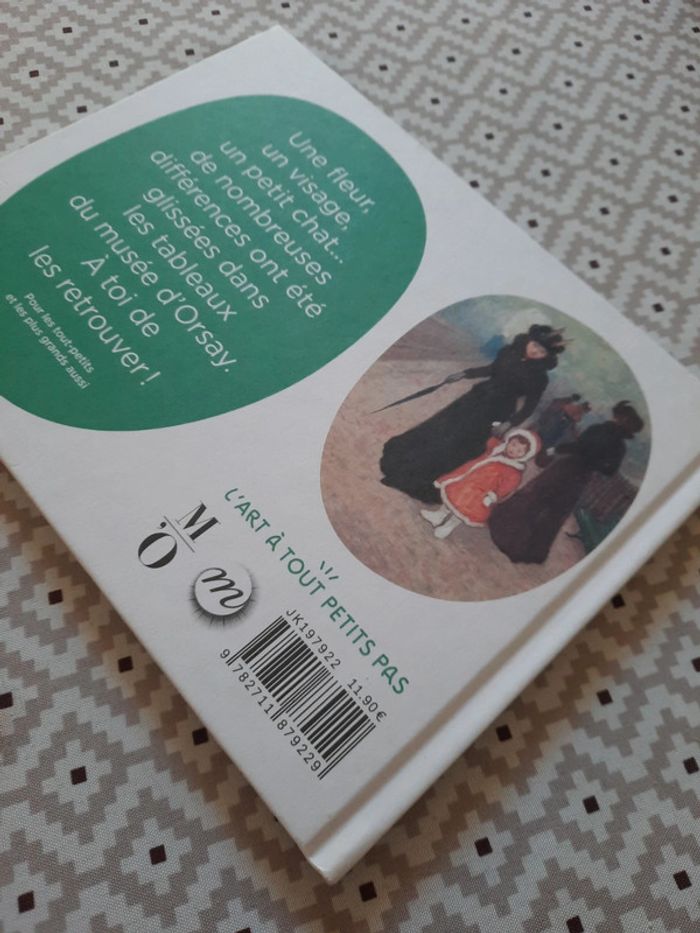 Une fleur,
un visage,
un petit chat...
de nombreuses
différences ont été
glissées dans
les tableaux
du musée d'Orsay.
À toi de
les retrouver !
Pour les tout-petits
et les plus grands aussi
L'ART À TOUT PETITS PAS
M
'O
m
JK197922 11.90€
9 782711 879229